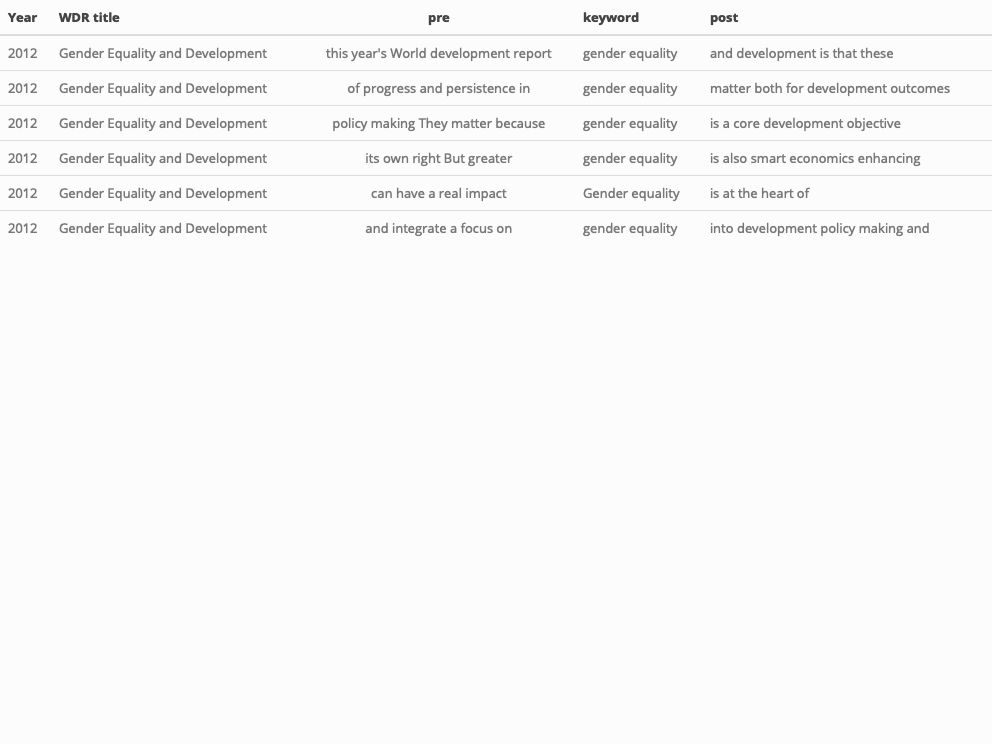 Year WDR title pre keyword post
2012 Gender Equality and Development this year's World development report gender equality and development is that these
2012 Gender Equality and Development of progress and persistence in gender equality matter both for development outcomes
2012 Gender Equality and Development policy making They matter because gender equality is a core development objective
2012 Gender Equality and Development its own right But greater gender equality is also smart economics enhancing
2012 Gender Equality and Development can have a real impact Gender equality is at the heart of
2012 Gender Equality and Development and integrate a focus on gender equality into development policy making and